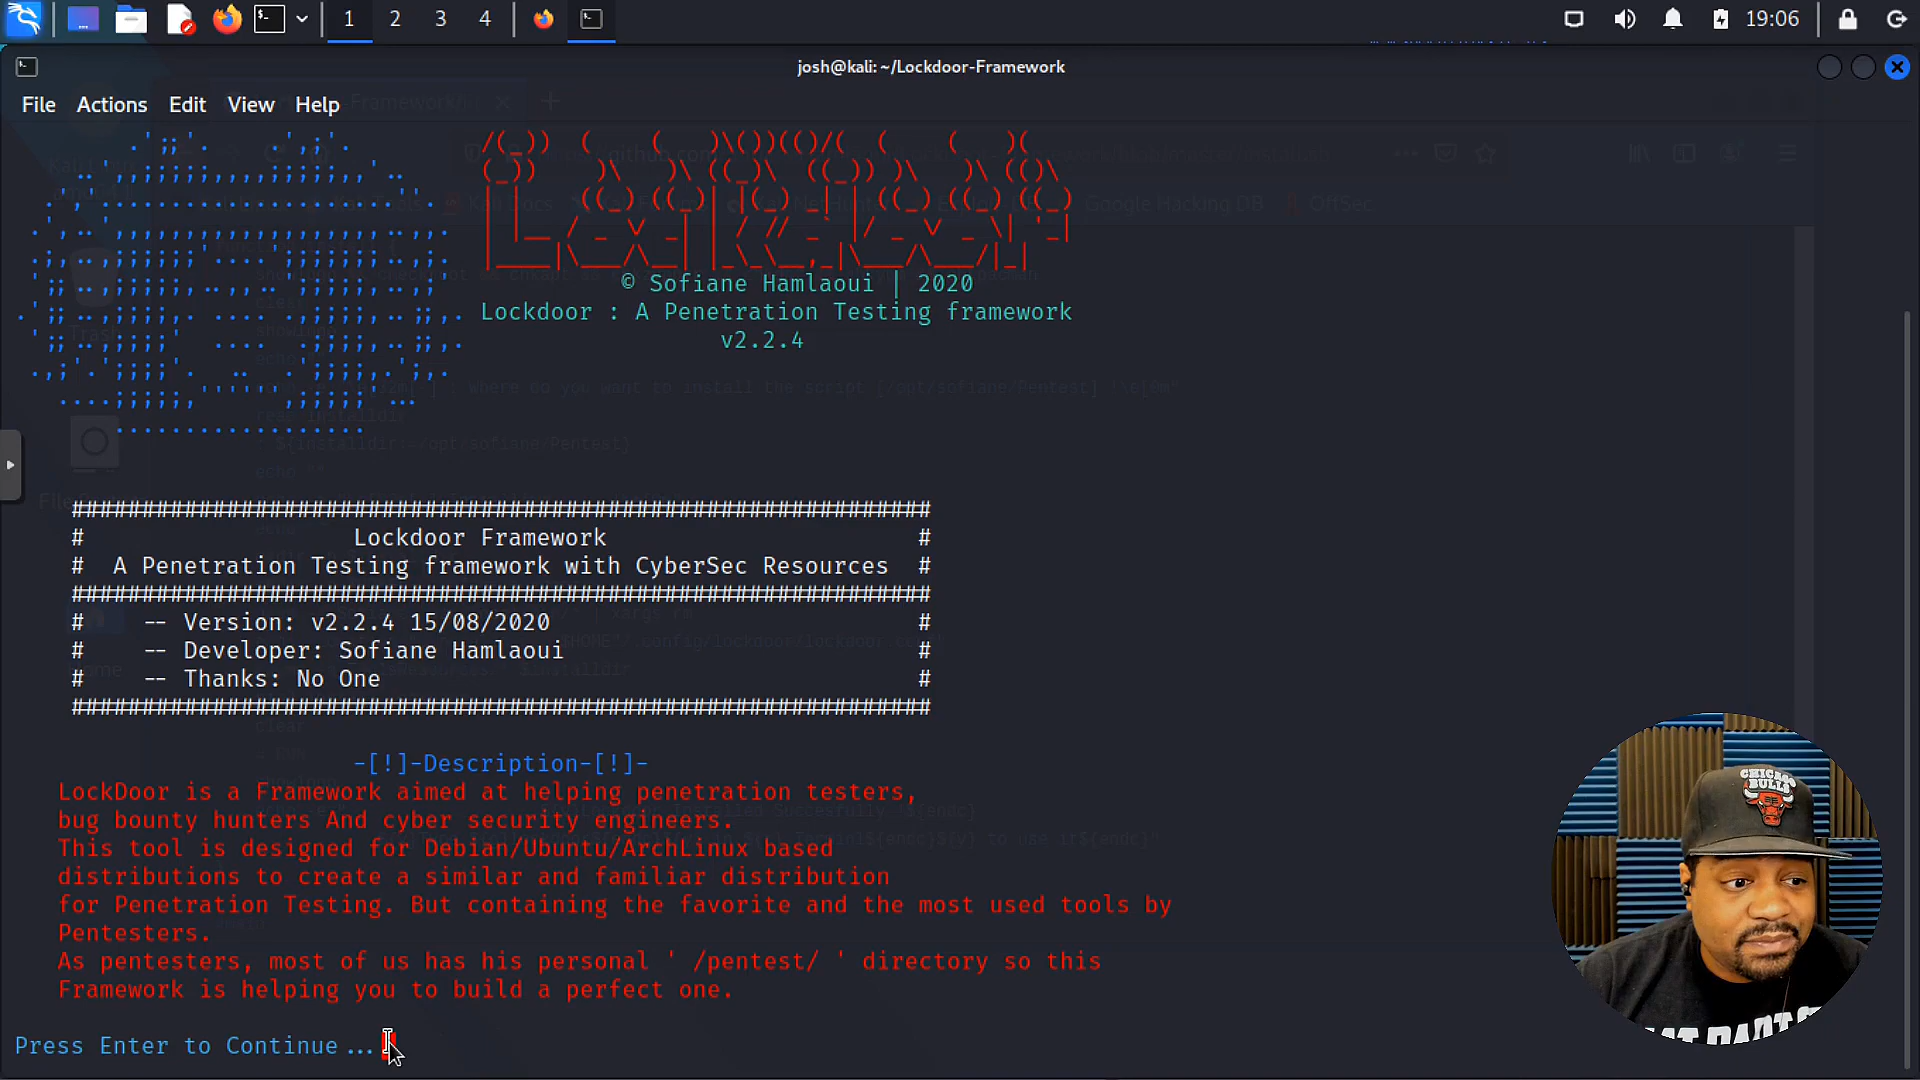 1 2 3 4
19:06
josh@kali: ~/Lockdoor-Framework
File Actions Edit View Help
© Sofiane Hamlaoui | 2020
Lockdoor : A Penetration Testing framework
v2.2.4
#############################################################
# Lockdoor Framework #
# A Penetration Testing framework with CyberSec Resources #
#############################################################
# -- Version: v2.2.4 15/08/2020 #
# -- Developer: Sofiane Hamlaoui #
# -- Thanks: No One #
#############################################################
-[!]-Description-[!]-
LockDoor is a Framework aimed at helping penetration testers,
bug bounty hunters And cyber security engineers.
This tool is designed for Debian/Ubuntu/ArchLinux based
distributions to create a similar and familiar distribution
for Penetration Testing. But containing the favorite and the most used tools by
Pentesters.
As pentesters, most of us has his personal ' /pentest/ ' directory so this
Framework is helping you to build a perfect one.
Press Enter to Continue...
CHICAGO
BULLS